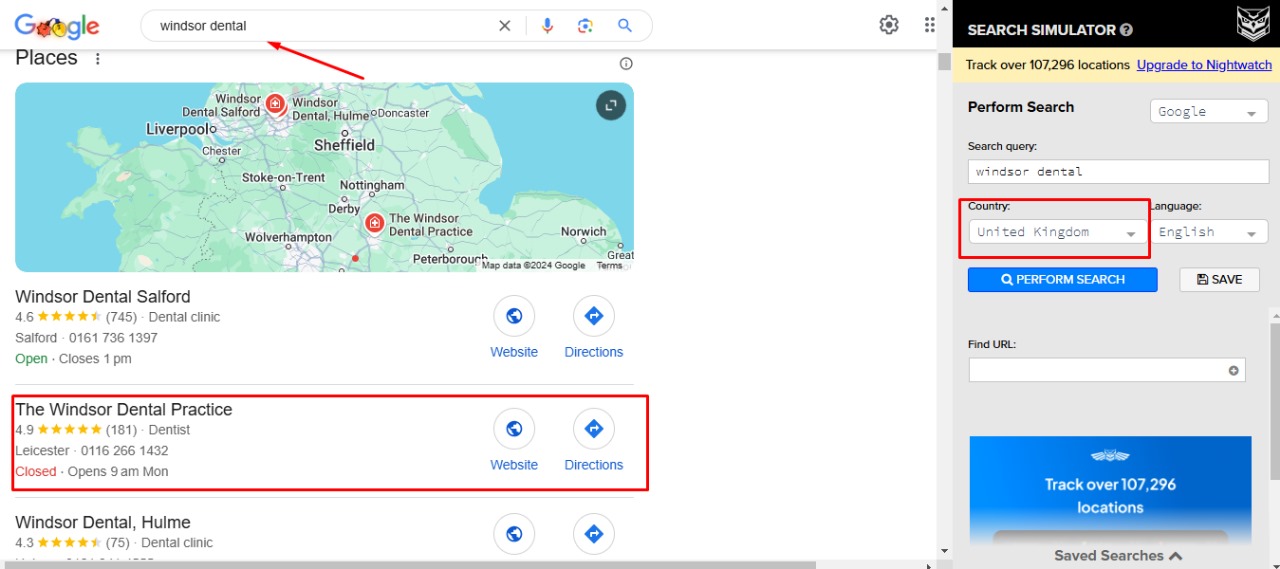 Google
windsor dental
Places
Windsor
Dental Salford
Windsor
Dental, Hulme
Doncaster
Liverpool
Sheffield
Chester
Stoke-on-Trent
Nottingham
Derby
The Windsor
Dental Practice
Wolverhampton
Norwich
Peterborough
Great
Map data ©2024 Google
Terms
Windsor Dental Salford
4.6 (745) · Dental clinic
Salford · 0161 736 1397
Open · Closes 1 pm
Website
Directions
The Windsor Dental Practice
4.9 (181) · Dentist
Leicester · 0116 266 1432
Closed · Opens 9 am Mon
Website
Directions
Windsor Dental, Hulme
4.3 (75) · Dental clinic
SEARCH SIMULATOR
Track over 107,296 locations Upgrade to Nightwatch
Perform Search
Google
Search query:
windsor dental
Country:
Language:
United Kingdom
English
PERFORM SEARCH
SAVE
Find URL:
Track over 107,296
locations
Saved Searches